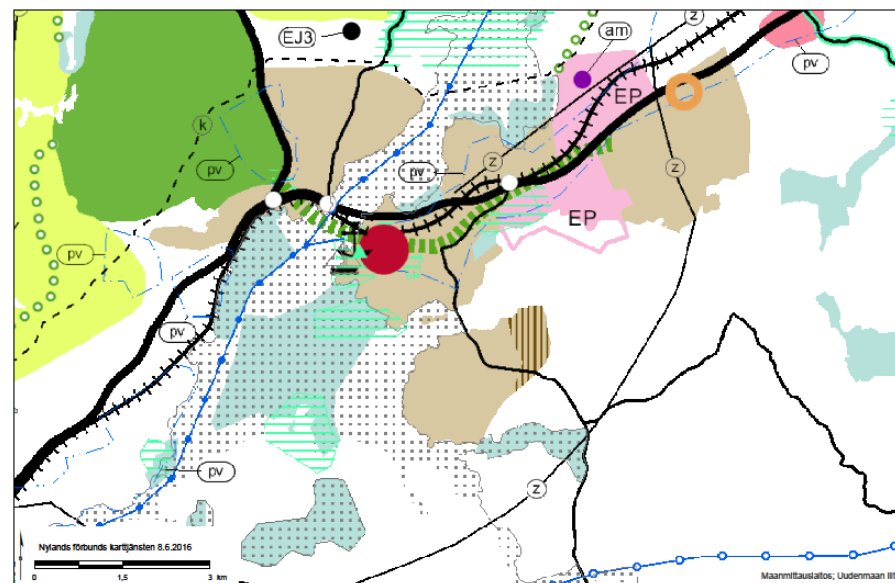 z
EJ3
am
pv
EP
k
pv
z
pv
z
EP
pv
pv
pv
z
Nylands förbunds karttjänsten 8.6.2016
0 1,5 3 km
Maanmittauslaitos; Uudenmaan liit